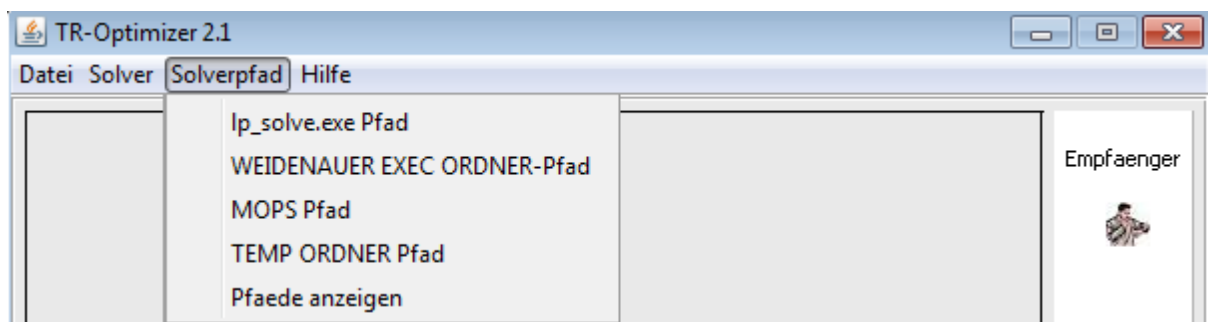 TR-Optimizer 2.1
Datei Solver Solverpfad Hilfe
lp_solve.exe Pfad
WEIDENAUER EXEC ORDNER-Pfad
MOPS Pfad
TEMP ORDNER Pfad
Pfaede anzeigen
Empfaenger